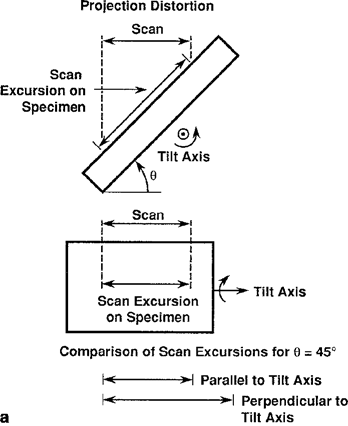 Projection Distortion
Scan
Scan
Excursion on
Specimen
Tilt Axis
θ
Scan
Scan Excursion
on Specimen
Tilt Axis
Comparison of Scan Excursions for θ = 45°
Parallel to Tilt Axis
Perpendicular to
Tilt Axis
a